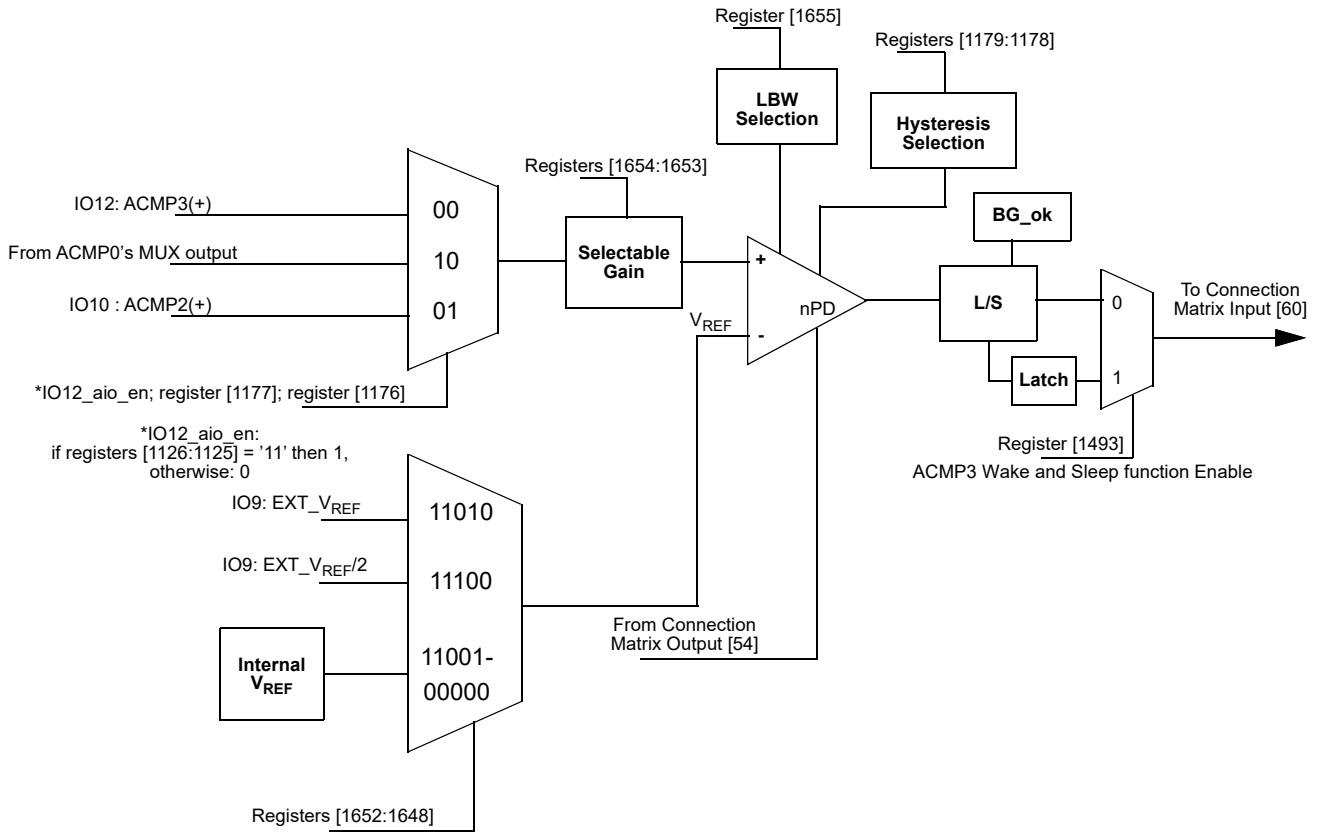 Register [1655]
Registers [1179:1178]
LBW
Selection
Hysteresis
Selection
Registers [1654:1653]
IO12: ACMP3(+)
00
From ACMP0's MUX output
10
IO10 : ACMP2(+)
01
Selectable
Gain
BG_ok
+
-
nPD
VREF
L/S
Latch
0
1
To Connection
Matrix Input [60]
*IO12_aio_en; register [1177]; register [1176]
*IO12_aio_en:
if registers [1126:1125] = '11' then 1,
otherwise: 0
Register [1493]
ACMP3 Wake and Sleep function Enable
IO9: EXT_VREF
11010
IO9: EXT_VREF/2
11100
Internal
VREF
11001-
00000
From Connection
Matrix Output [54]
Registers [1652:1648]